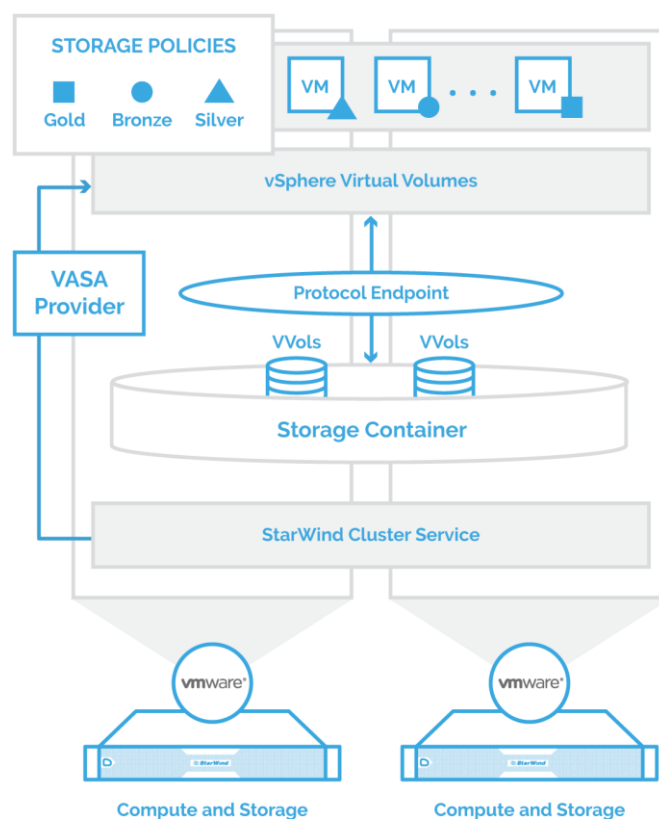 STORAGE POLICIES
Gold Bronze Silver
VM VM . . . VM
vSphere Virtual Volumes
VASA
Provider
Protocol Endpoint
VVols VVols
Storage Container
StarWind Cluster Service
vmware® vmware®
StarWind StarWind
Compute and Storage Compute and Storage